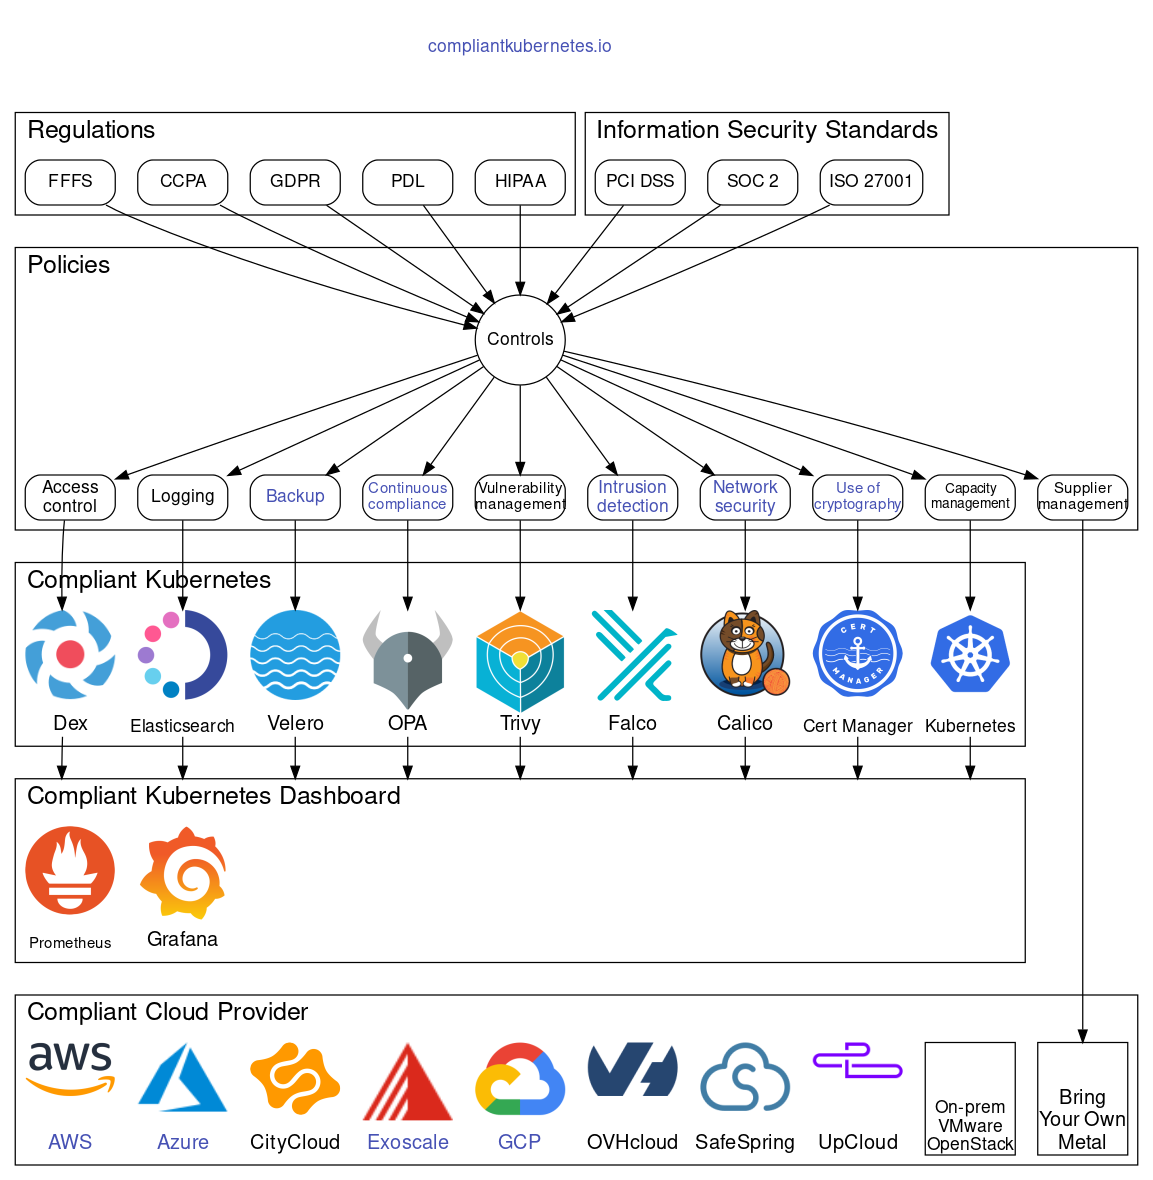 compliantkubernetes.io
Regulations
FFFS
CCPA
GDPR
PDL
HIPAA
Information Security Standards
PCI DSS
SOC 2
ISO 27001
Policies
Controls
Access
control
Logging
Backup
Continuous
compliance
Vulnerability
management
Intrusion
detection
Network
security
Use of
cryptography
Capacity
management
Supplier
management
Compliant Kubernetes
CERT
MANAGER
Dex
Elasticsearch
Velero
OPA
Trivy
Falco
Calico
Cert Manager
Kubernetes
Compliant Kubernetes Dashboard
Prometheus
Grafana
Compliant Cloud Provider
aws
AWS
Azure
CityCloud
Exoscale
GCP
OVHcloud
SafeSpring
UpCloud
On-prem
VMware
OpenStack
Bring
Your Own
Metal